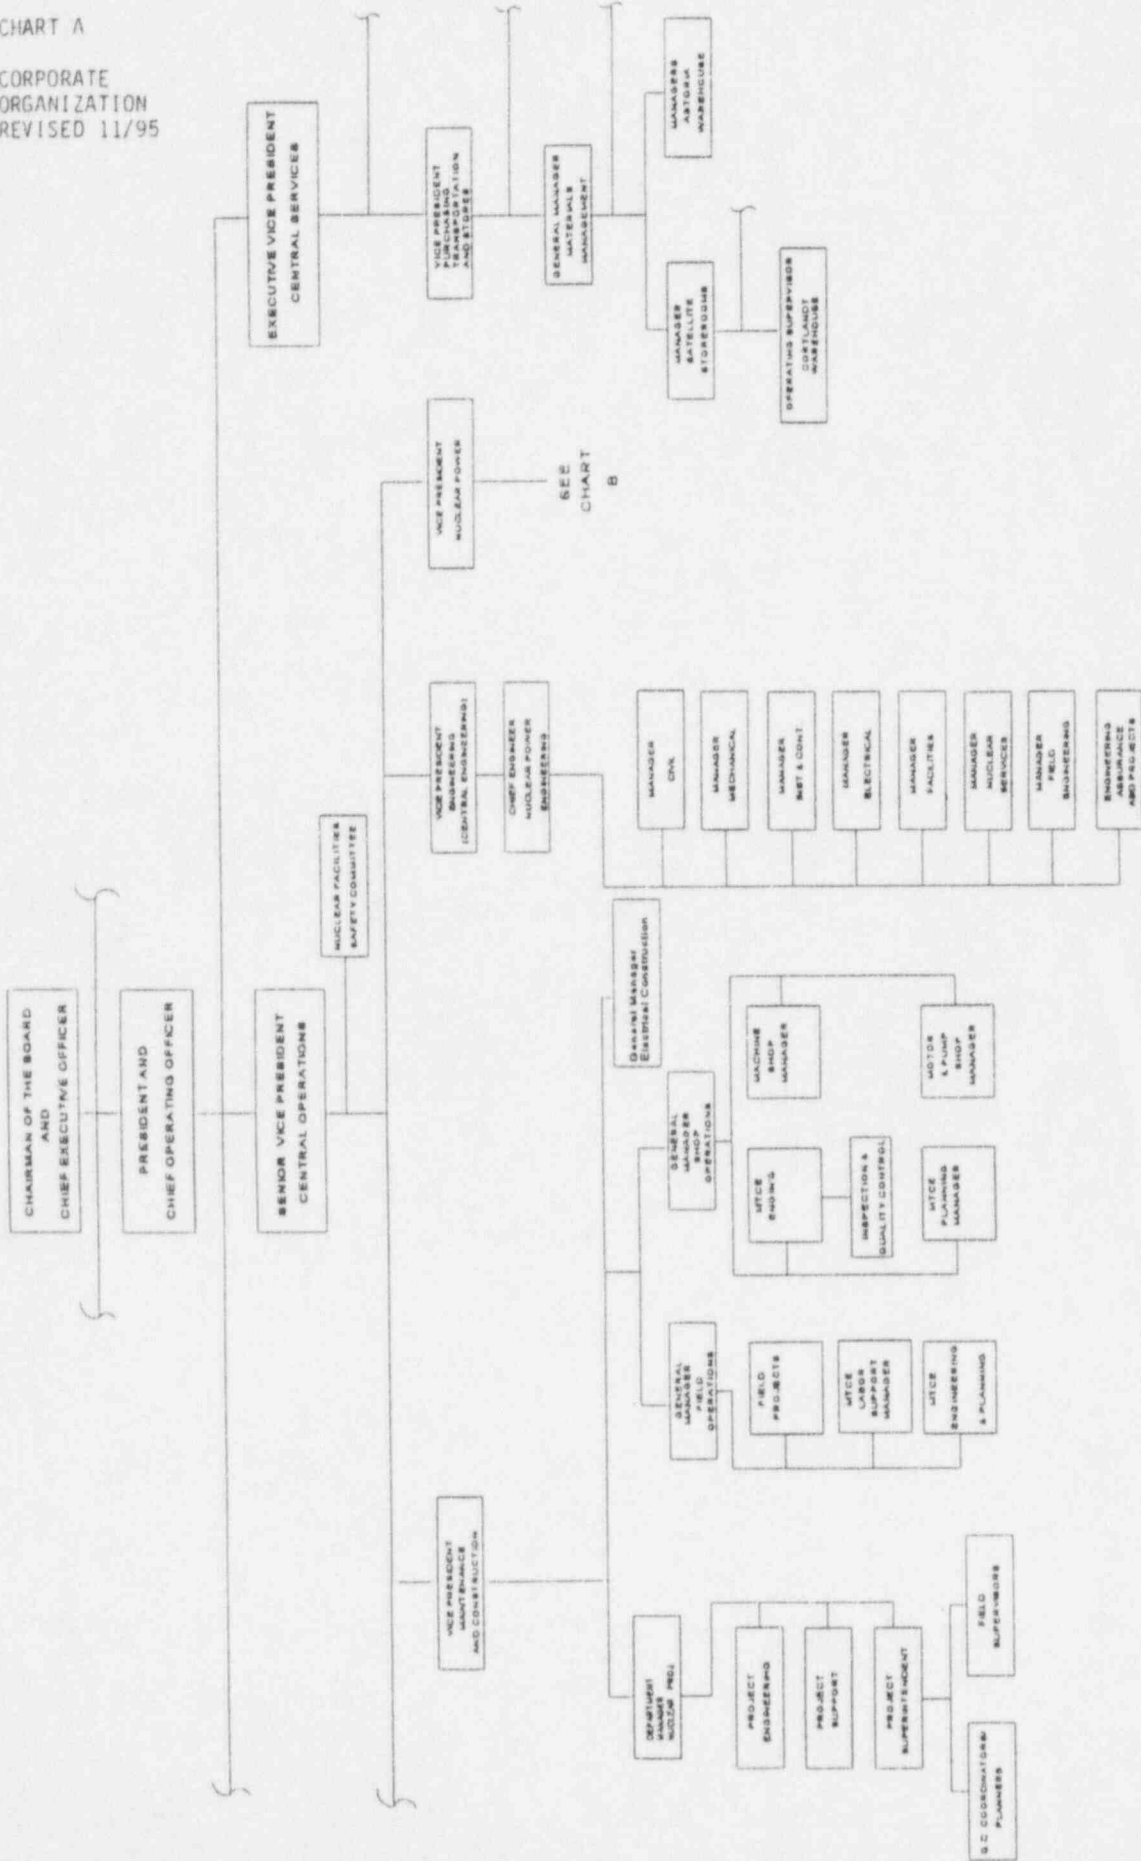 CHART A
CORPORATE
ORGANIZATION
REVISED 11/95
CHAIRMAN OF THE BOARD
AND
CHIEF EXECUTIVE OFFICER
PRESIDENT AND
CHIEF OPERATING OFFICER
SENIOR VICE PRESIDENT
CENTRAL OPERATIONS
NUCLEAR FACILITIES
SAFETY COMMITTEE
EXECUTIVE VICE PRESIDENT
CENTRAL SERVICES
VICE PRESIDENT
MAINTENANCE
AND CONSTRUCTION
VICE PRESIDENT
ENGINEERING
(CENTRAL ENGINEERING)
CHIEF ENGINEER
NUCLEAR POWER
ENGINEERING
VICE PRESIDENT
NUCLEAR POWER
SEE
CHART
B
VICE PRESIDENT
PURCHASING
TRANSPORTATION
AND STORES
GENERAL MANAGER
MATERIALS
MANAGEMENT
MANAGER
SATELLITE
STOREROOMS
MANAGERS
ASTORIA
WAREHOUSE
OPERATING SUPERVISOR
CORTLANDT
WAREHOUSE
DEPARTMENT
MANAGER
NUCLEAR PROJ.
PROJECT
ENGINEERING
PROJECT
SUPPORT
PROJECT
SUPERINTENDENT
G C COORDINATORS/
PLANNERS
FIELD
SUPERVISORS
GENERAL
MANAGER
FIELD
OPERATIONS
FIELD
PROJECTS
MTCE
LABOR
SUPPORT
MANAGER
MTCE
ENGINEERING
& PLANNING
GENERAL
MANAGER
SHOP
OPERATIONS
MTCE
ENGING
INSPECTION &
QUALITY CONTROL
MTCE
PLANNING
MANAGER
MACHINE
SHOP
MANAGER
MOTOR
& PUMP
SHOP
MANAGER
General Manager
Electrical Construction
MANAGER
CIVIL
MANAGER
MECHANICAL
MANAGER
INST & CONT
MANAGER
ELECTRICAL
MANAGER
FACILITIES
MANAGER
NUCLEAR
SERVICES
MANAGER
FIELD
ENGINEERING
ENGINEERING
ASSURANCE
AND PROJECTS